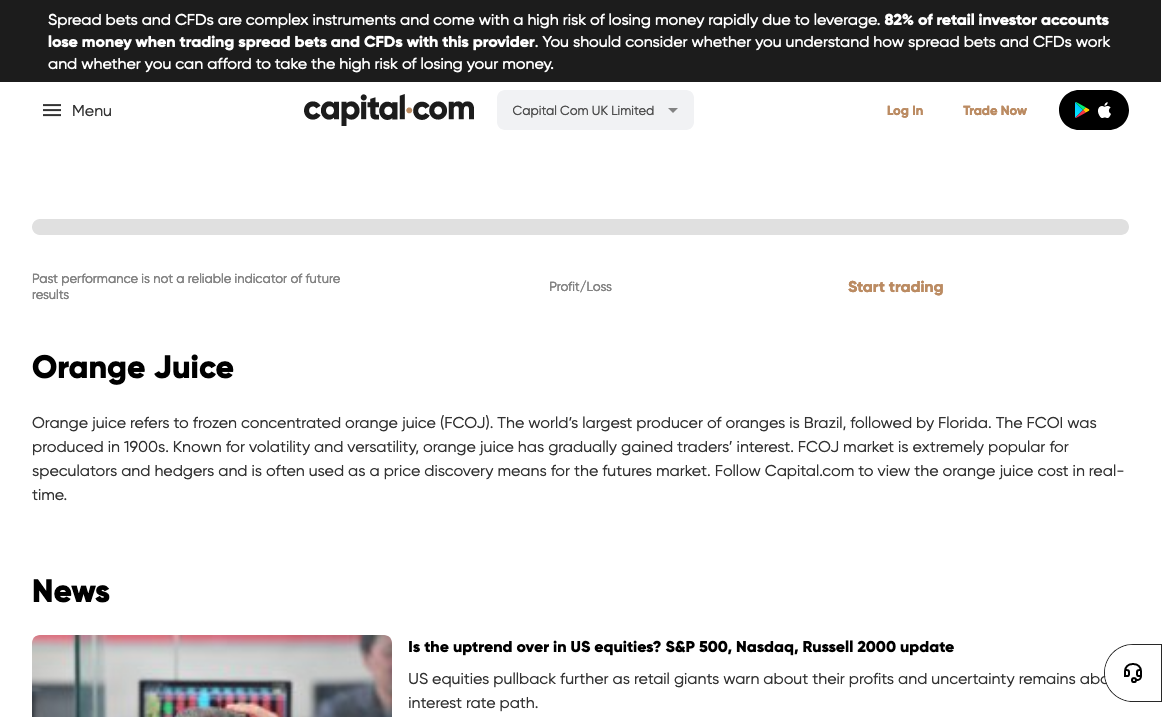 Spread bets and CFDs are complex instruments and come with a high risk of losing money rapidly due to leverage. 82% of retail investor accounts
lose money when trading spread bets and CFDs with this provider. You should consider whether you understand how spread bets and CFDs work
and whether you can afford to take the high risk of losing your money.
Menu
capital.com
Capital Com UK Limited
Log In
Trade Now
Past performance is not a reliable indicator of future
results
Profit/Loss
Start trading
Orange Juice
Orange juice refers to frozen concentrated orange juice (FCOJ). The world’s largest producer of oranges is Brazil, followed by Florida. The FCOI was
produced in 1900s. Known for volatility and versatility, orange juice has gradually gained traders’ interest. FCOJ market is extremely popular for
speculators and hedgers and is often used as a price discovery means for the futures market. Follow Capital.com to view the orange juice cost in real-
time.
News
Is the uptrend over in US equities? S&P 500, Nasdaq, Russell 2000 update
US equities pullback further as retail giants warn about their profits and uncertainty remains
interest rate path.